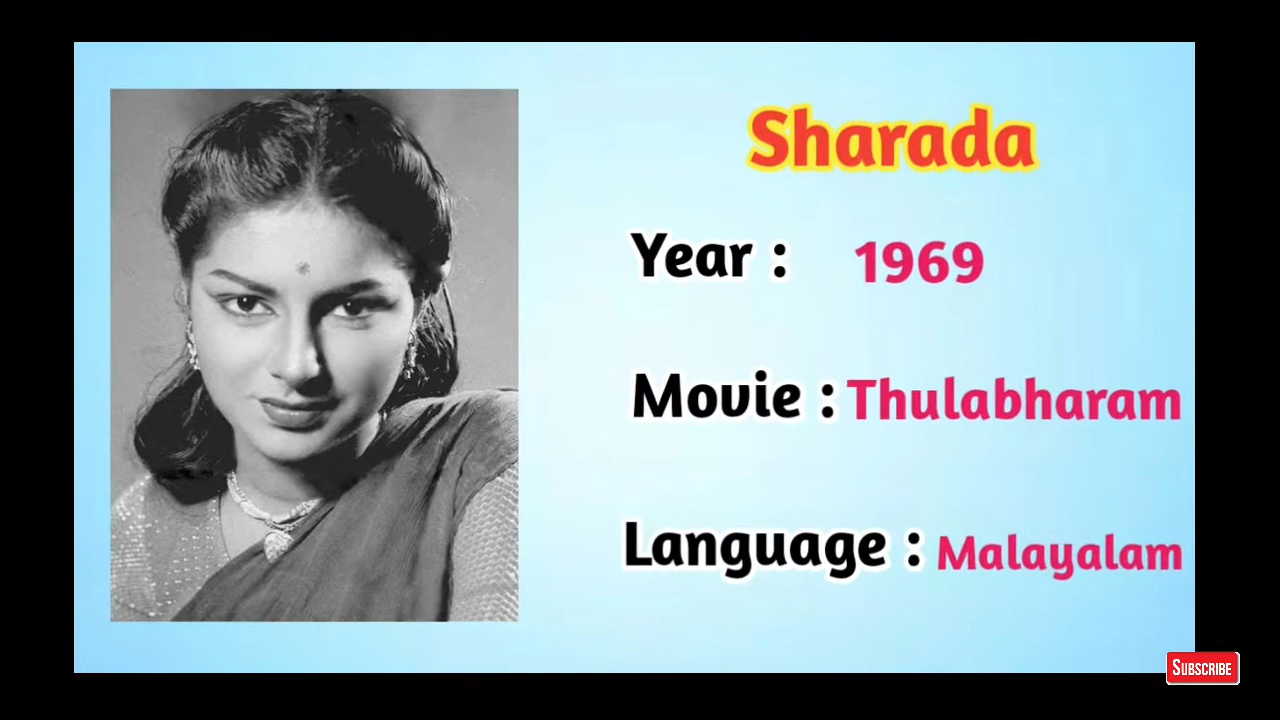 Sharada
Year : 1969
Movie : Thulabharam
Language : Malayalam
SUBSCRIBE